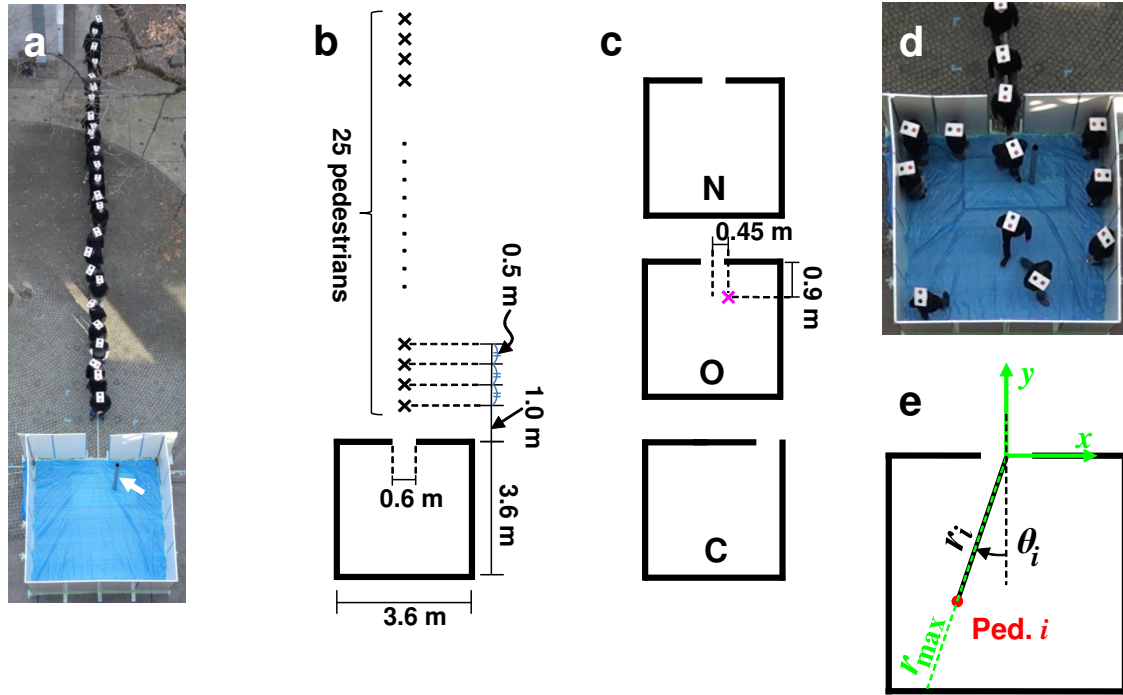 a
b
25 pedestrians
0.5 m
1.0 m
0.6 m
3.6 m
3.6 m
c
N
0.45 m
0.9 m
O
C
d
e
y
x
r_i
θ_i
Ped. i
r_max